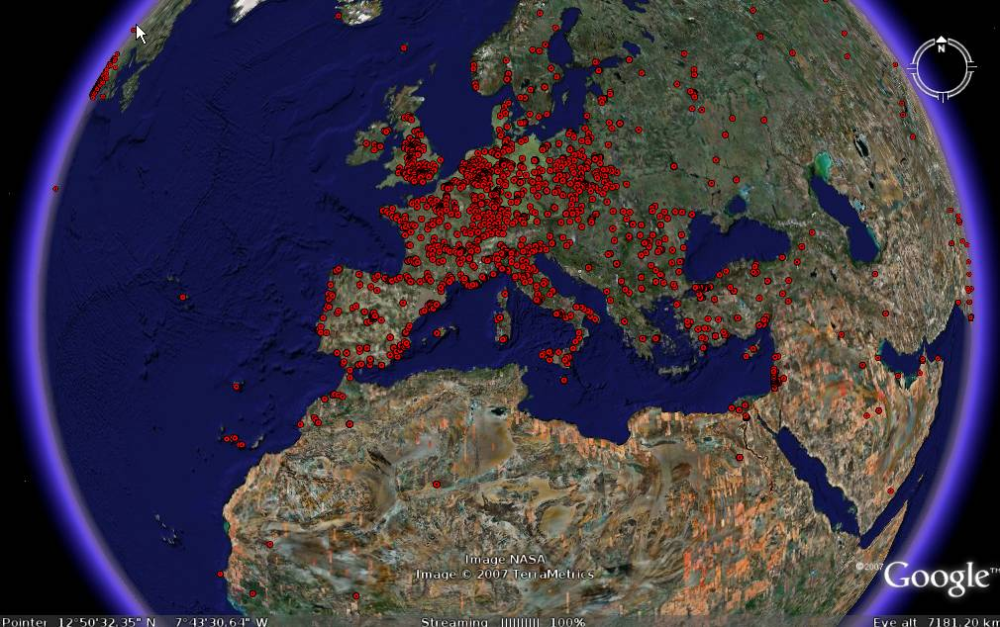 N
Image NASA
Image © 2007 TerraMetrics
©2007 Google™
Pointer 12°50'32.35" N 7°43'30.64" W Streaming |||||||||| 100% Eye alt 7181.20 km